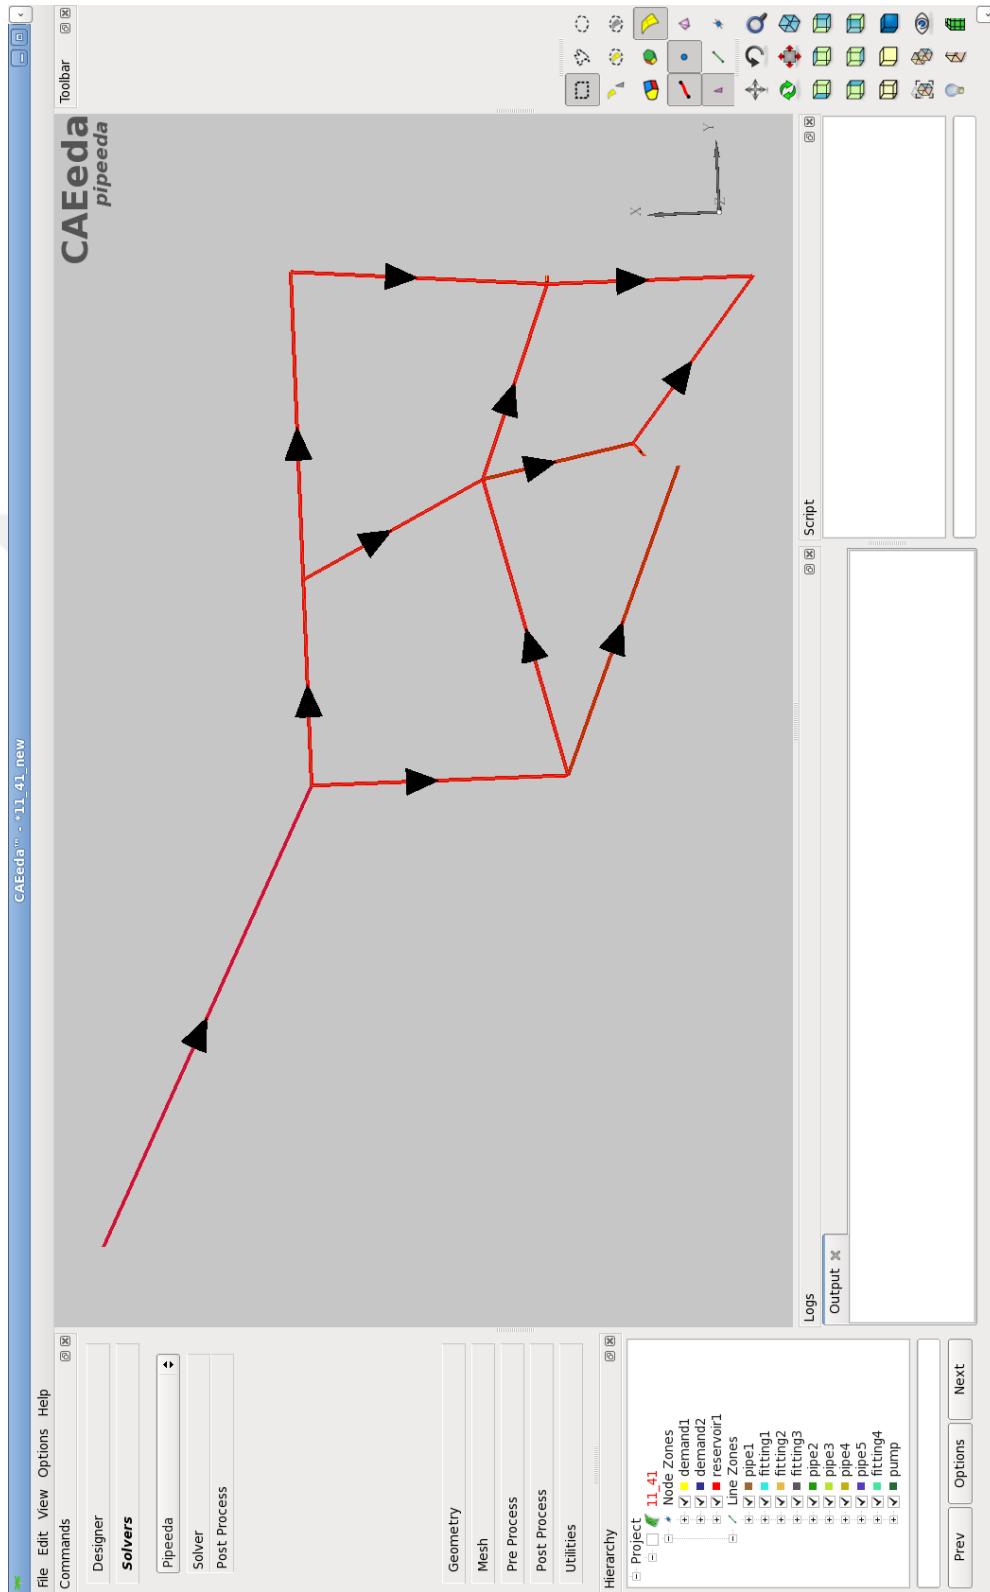 CAEeda™ - *11_41_new
File Edit View Options Help
Commands
Designer
Solvers
Pipeeda
Solver
Post Process
Geometry
Mesh
Pre Process
Post Process
Utilities
Hierarchy
Project
11_41
Node Zones
demand1
demand2
reservoir1
Line Zones
pipe1
fitting1
fitting2
fitting3
pipe2
pipe3
pipe4
pipe5
fitting4
pump
Prev Options Next
CAEeda
pipeeda
X
Y
Z
Logs
Output
Script
Toolbar